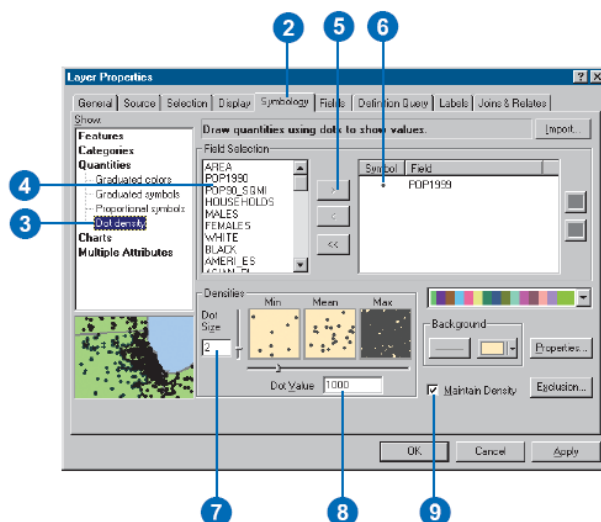 2
5
6
Layer Properties
General Source Selection Display Symbology Fields Definition Query Labels Joins & Relates
Show:
Features
Categories
Quantities
Graduated colors
Graduated symbols
Proportional symbols
Dot density
Charts
Multiple Attributes
Draw quantities using dots to show values.
Import...
Field Selection
AREA
POP1990
POP90_SQMI
HOUSEHOLDS
MALES
FEMALES
WHITE
BLACK
AMERI_ES
>
<
<<
Symbol Field
POP1999
4
3
Densities
Dot Size
2
Min Mean Max
Dot Value 1000
Background
Properties...
Maintain Density
Exclusion...
OK Cancel Apply
7
8
9